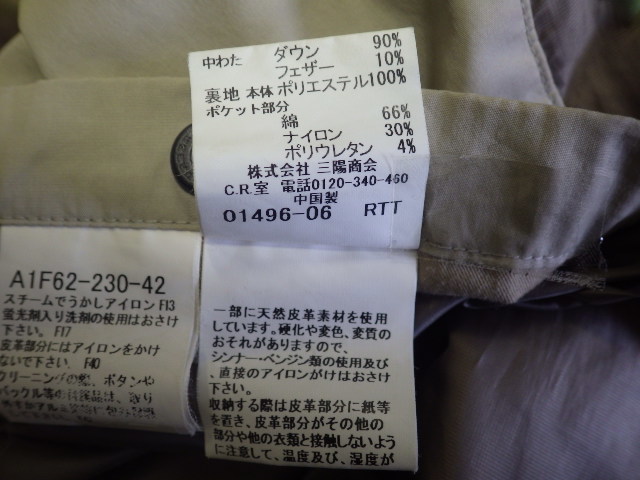 中わた ダウン 90%
フェザー 10%
裏地 本体 ポリエステル100%
ポケット部分
綿 66%
ナイロン 30%
ポリウレタン 4%
株式会社 三陽商会
C.R.室 電話0120-340-460
中国製
01496-06 RTT
A1F62-230-42
スチームでうかしアイロン F13
蛍光剤入り洗剤の使用はおさけ
下さい。F17
皮革部分にはアイロンをかけ
ないで下さい。F40
クリーニングの際、ボタンや
バックル等の
一部に天然皮革素材を使用
しています。硬化や変色、変質の
おそれがありますので、
シンナー・ベンジン類の使用及び、
直接のアイロンがけはおさけ
下さい。
収納する際は皮革部分に紙等
を置き、皮革部分がその他の
部分や他の衣類と接触しないよう
に注意して、温度及び、湿度が